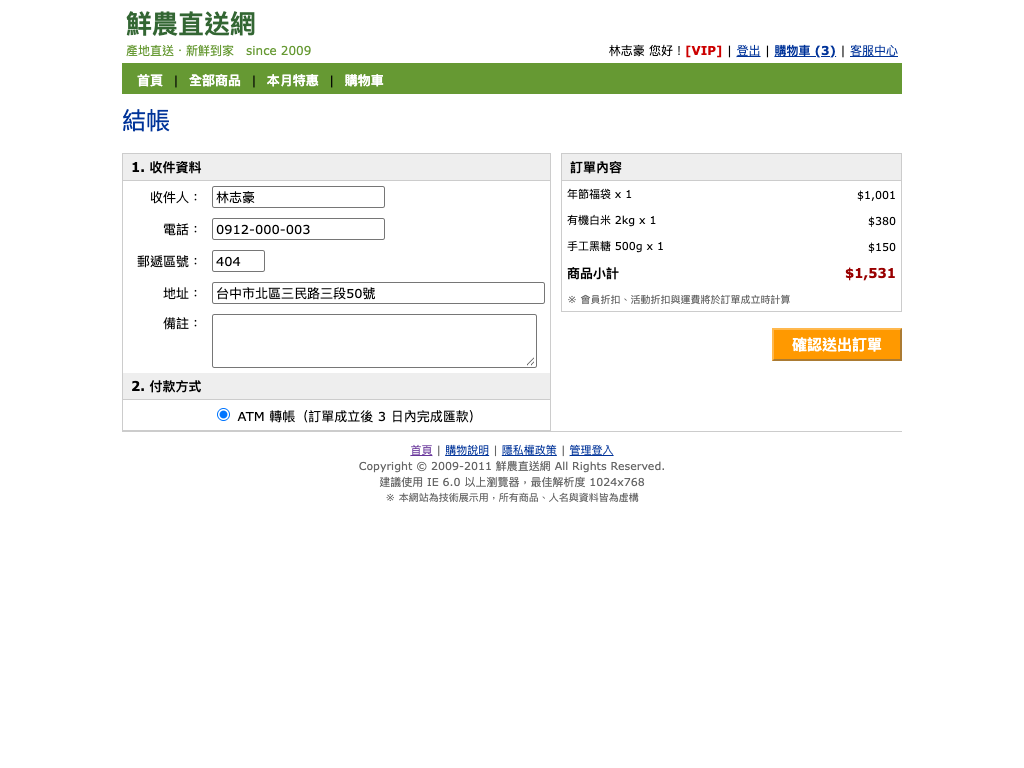 鮮農直送網
產地直送‧新鮮到家 since 2009
林志豪 您好！[VIP] | 登出 | 購物車 (3) | 客服中心
首頁 | 全部商品 | 本月特惠 | 購物車
結帳
1. 收件資料
收件人：林志豪
電話：0912-000-003
郵遞區號：404
地址：台中市北區三民路三段50號
備註：
2. 付款方式
ATM 轉帳（訂單成立後 3 日內完成匯款）
訂單內容
年節福袋 x 1 $1,001
有機白米 2kg x 1 $380
手工黑糖 500g x 1 $150
商品小計 $1,531
※ 會員折扣、活動折扣與運費將於訂單成立時計算
確認送出訂單
首頁 | 購物說明 | 隱私權政策 | 管理登入
Copyright © 2009-2011 鮮農直送網 All Rights Reserved.
建議使用 IE 6.0 以上瀏覽器，最佳解析度 1024x768
※ 本網站為技術展示用，所有商品、人名與資料皆為虛構